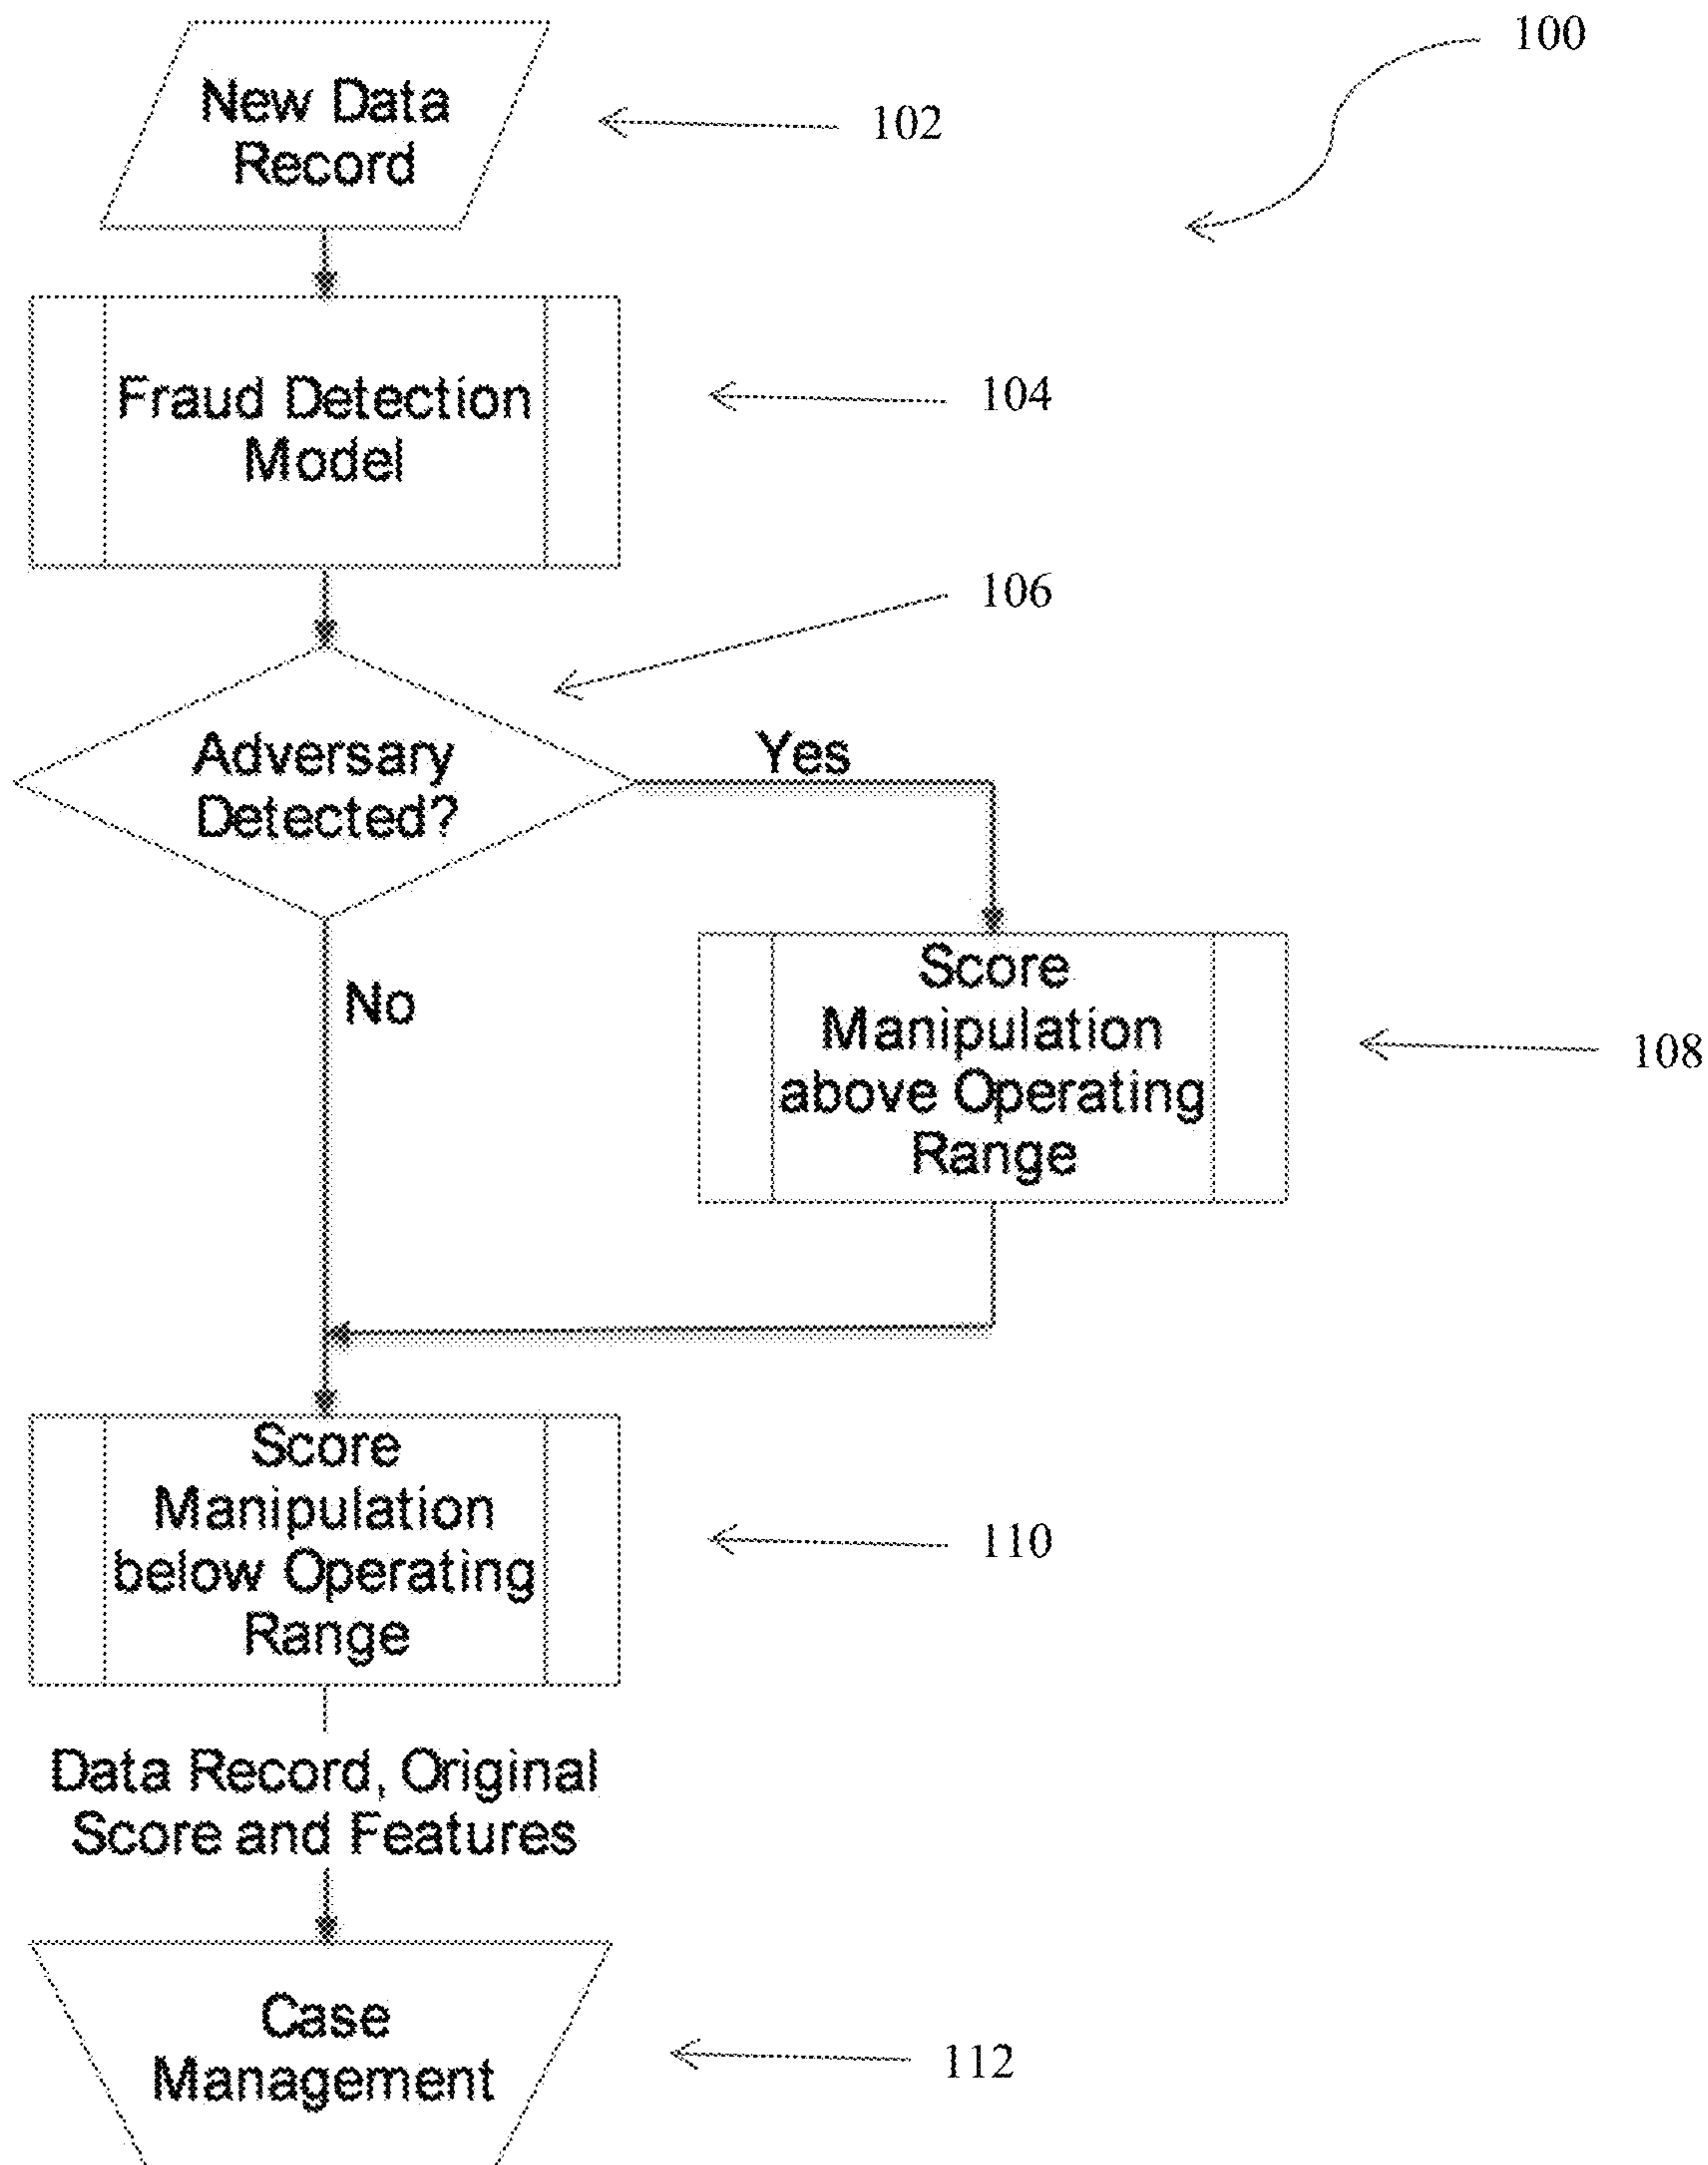 100
New Data
Record
102
Fraud Detection
Model
104
106
Adversary
Detected?
Yes
No
Score
Manipulation
above Operating
Range
108
Score
Manipulation
below Operating
Range
110
Data Record, Original
Score and Features
Case
Management
112